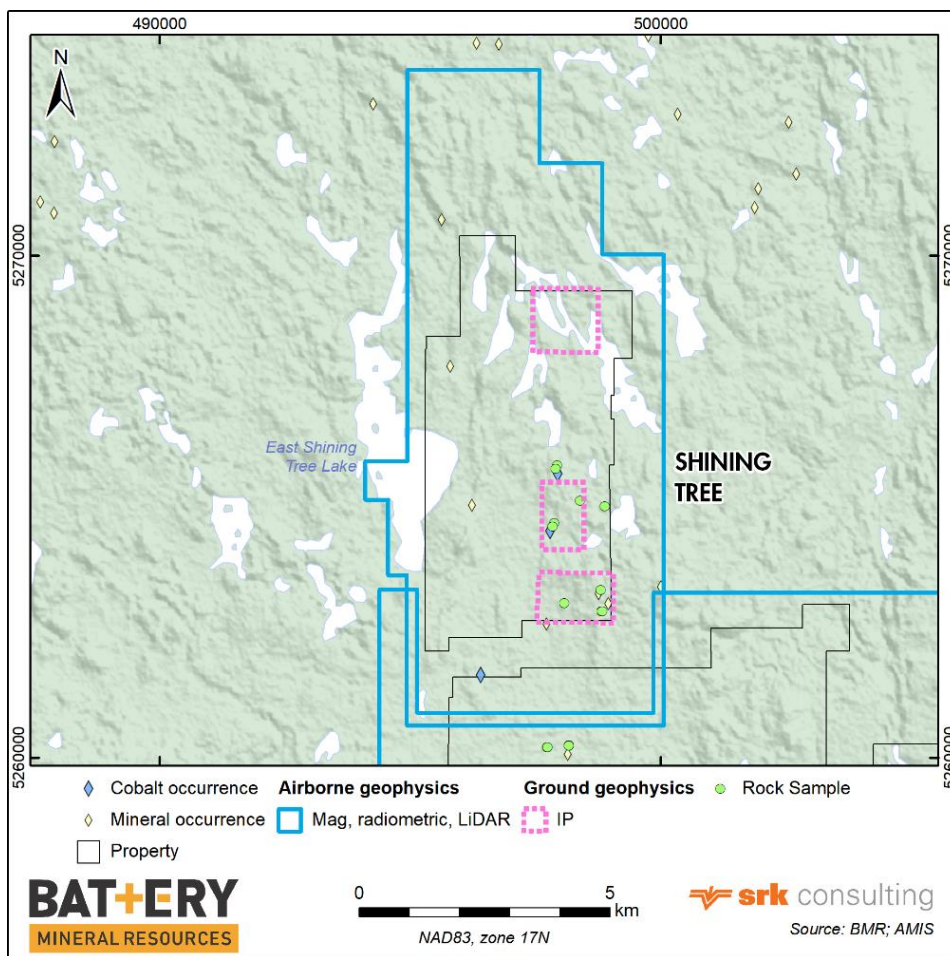 490000
500000
N
5270000
5270000
East Shining
Tree Lake
SHINING
TREE
5260000
5260000
Cobalt occurrence
Airborne geophysics
Ground geophysics
Rock Sample
Mineral occurrence
Mag, radiometric, LiDAR
IP
Property
BATTERY
MINERAL RESOURCES
0
5
km
NAD83, zone 17N
srk consulting
Source: BMR; AMIS